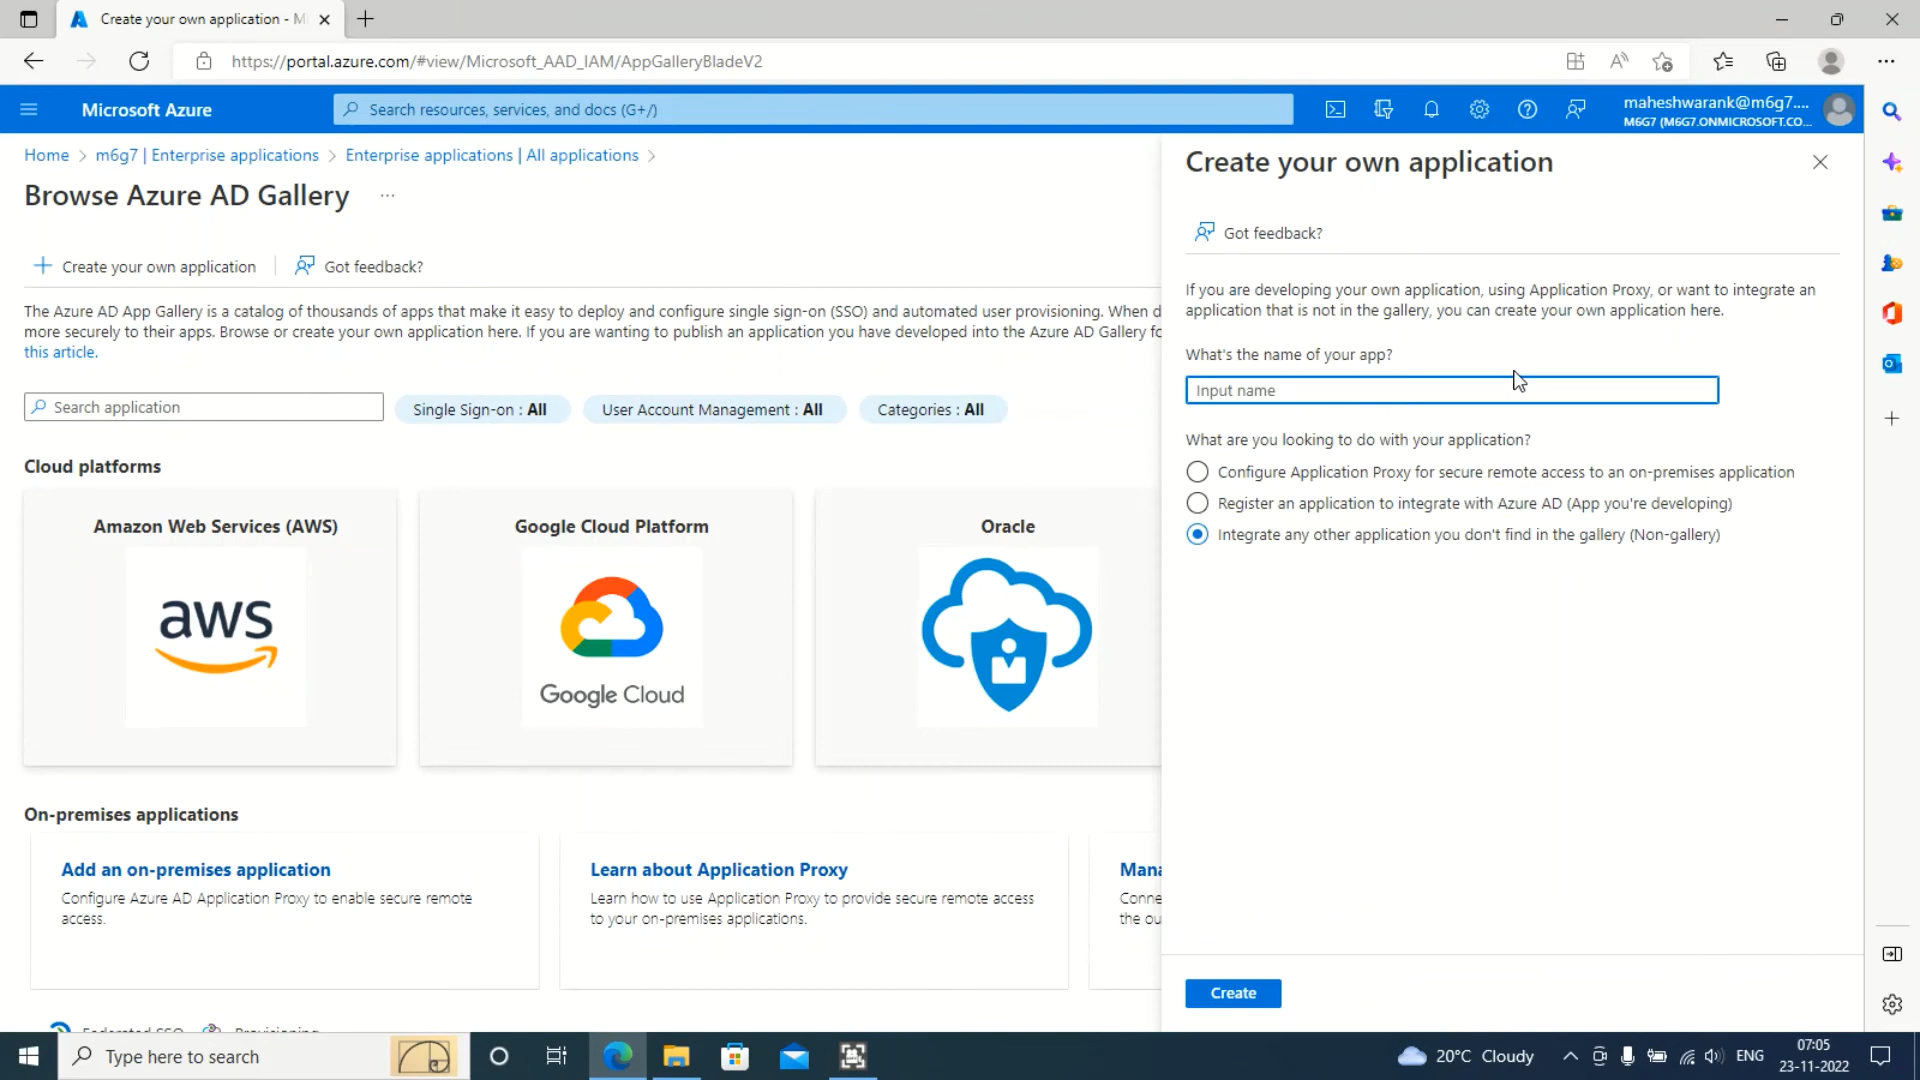 Create your own application - Mi
https://portal.azure.com/#view/Microsoft_AAD_IAM/AppGalleryBladeV2
Microsoft Azure
Search resources, services, and docs (G+/)
maheshwarank@m6g7....
M6G7 (M6G7.ONMICROSOFT.CO...
Home > m6g7 | Enterprise applications > Enterprise applications | All applications >
Browse Azure AD Gallery ...
Create your own application
Got feedback?
The Azure AD App Gallery is a catalog of thousands of apps that make it easy to deploy and configure single sign-on (SSO) and automated user provisioning. When d
more securely to their apps. Browse or create your own application here. If you are wanting to publish an application you have developed into the Azure AD Gallery fo
this article.
Search application
Single Sign-on : All
User Account Management : All
Categories : All
Cloud platforms
Amazon Web Services (AWS)
aws
Google Cloud Platform
Google Cloud
Oracle
On-premises applications
Add an on-premises application
Configure Azure AD Application Proxy to enable secure remote
access.
Learn about Application Proxy
Learn how to use Application Proxy to provide secure remote access
to your on-premises applications.
Mana
Conne
the ou
Federated SSO
Provisioning
Create your own application
Got feedback?
If you are developing your own application, using Application Proxy, or want to integrate an
application that is not in the gallery, you can create your own application here.
What's the name of your app?
Input name
What are you looking to do with your application?
Configure Application Proxy for secure remote access to an on-premises application
Register an application to integrate with Azure AD (App you're developing)
Integrate any other application you don't find in the gallery (Non-gallery)
Create
Type here to search
20°C Cloudy
ENG
07:05
23-11-2022